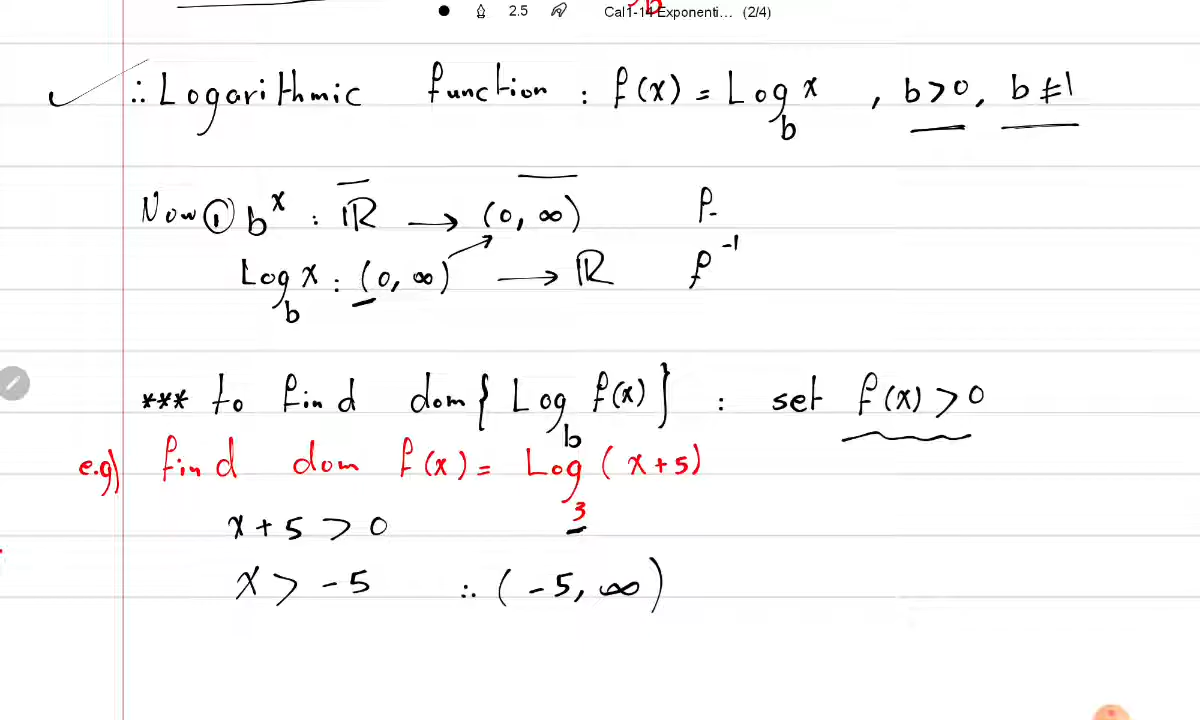 2.5 Cal1-14 Exponenti... (2/4)
∴ Logarithmic function : f(x) = Log_b x , b>0, b≠1
Now ① b^x : ℝ → (0, ∞) f
Log_b x : (0, ∞) → ℝ f^-1
*** to find dom{ Log_b f(x) } : set f(x) > 0
e.g) find dom f(x) = Log_3 (x+5)
x+5 > 0
x > -5 ∴ (-5, ∞)